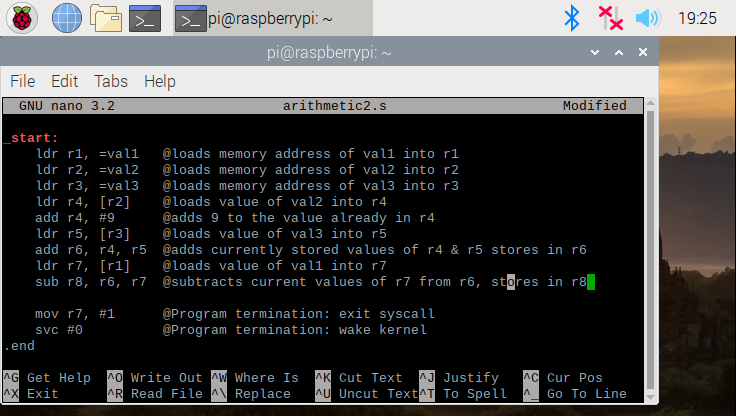 pi@raspberrypi: ~ 19:25
pi@raspberrypi: ~
File Edit Tabs Help
GNU nano 3.2 arithmetic2.s Modified
_start:
ldr r1, =val1 @loads memory address of val1 into r1
ldr r2, =val2 @loads memory address of val2 into r2
ldr r3, =val3 @loads memory address of val3 into r3
ldr r4, [r2] @loads value of val2 into r4
add r4, #9 @adds 9 to the value already in r4
ldr r5, [r3] @loads value of val3 into r5
add r6, r4, r5 @adds currently stored values of r4 & r5 stores in r6
ldr r7, [r1] @loads value of val1 into r7
sub r8, r6, r7 @subtracts current values of r7 from r6, stores in r8
mov r7, #1 @Program termination: exit syscall
svc #0 @Program termination: wake kernel
.end
^G Get Help ^O Write Out ^W Where Is ^K Cut Text ^J Justify ^C Cur Pos
^X Exit ^R Read File ^\ Replace ^U Uncut Text ^T To Spell ^_ Go To Line